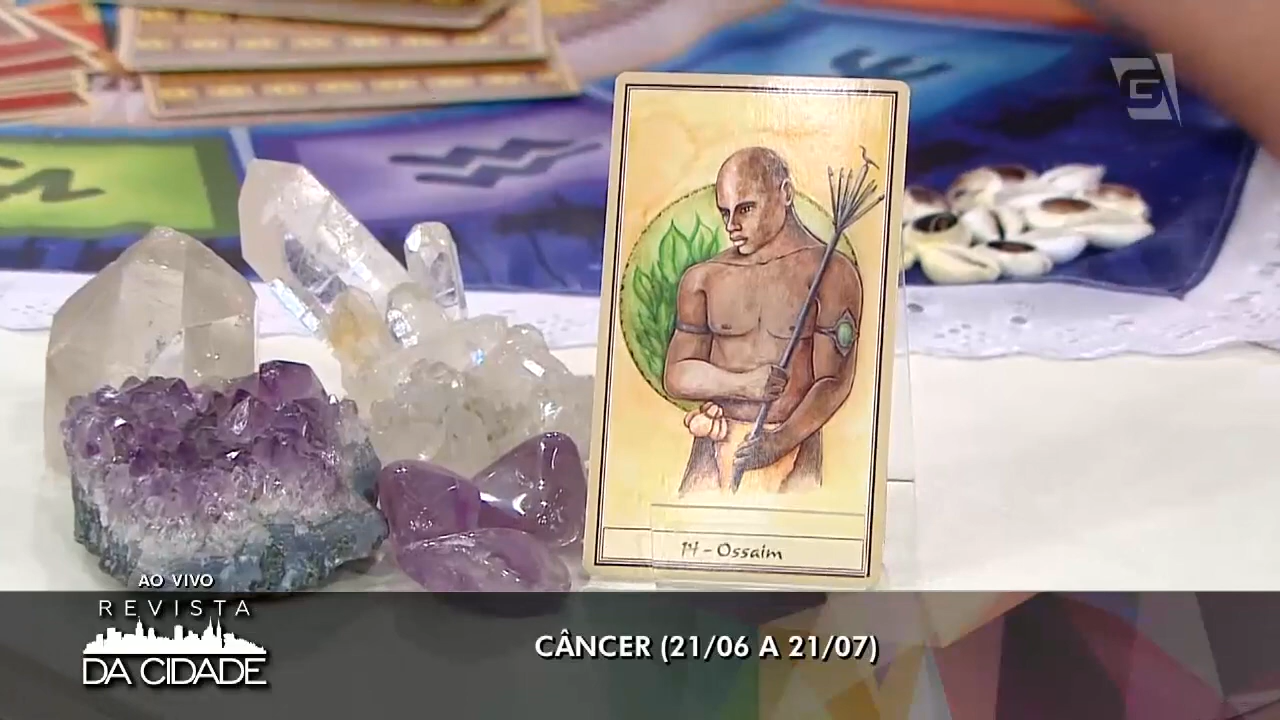 14 - Ossaim
AO VIVO
REVISTA
DA CIDADE
CÂNCER (21/06 A 21/07)